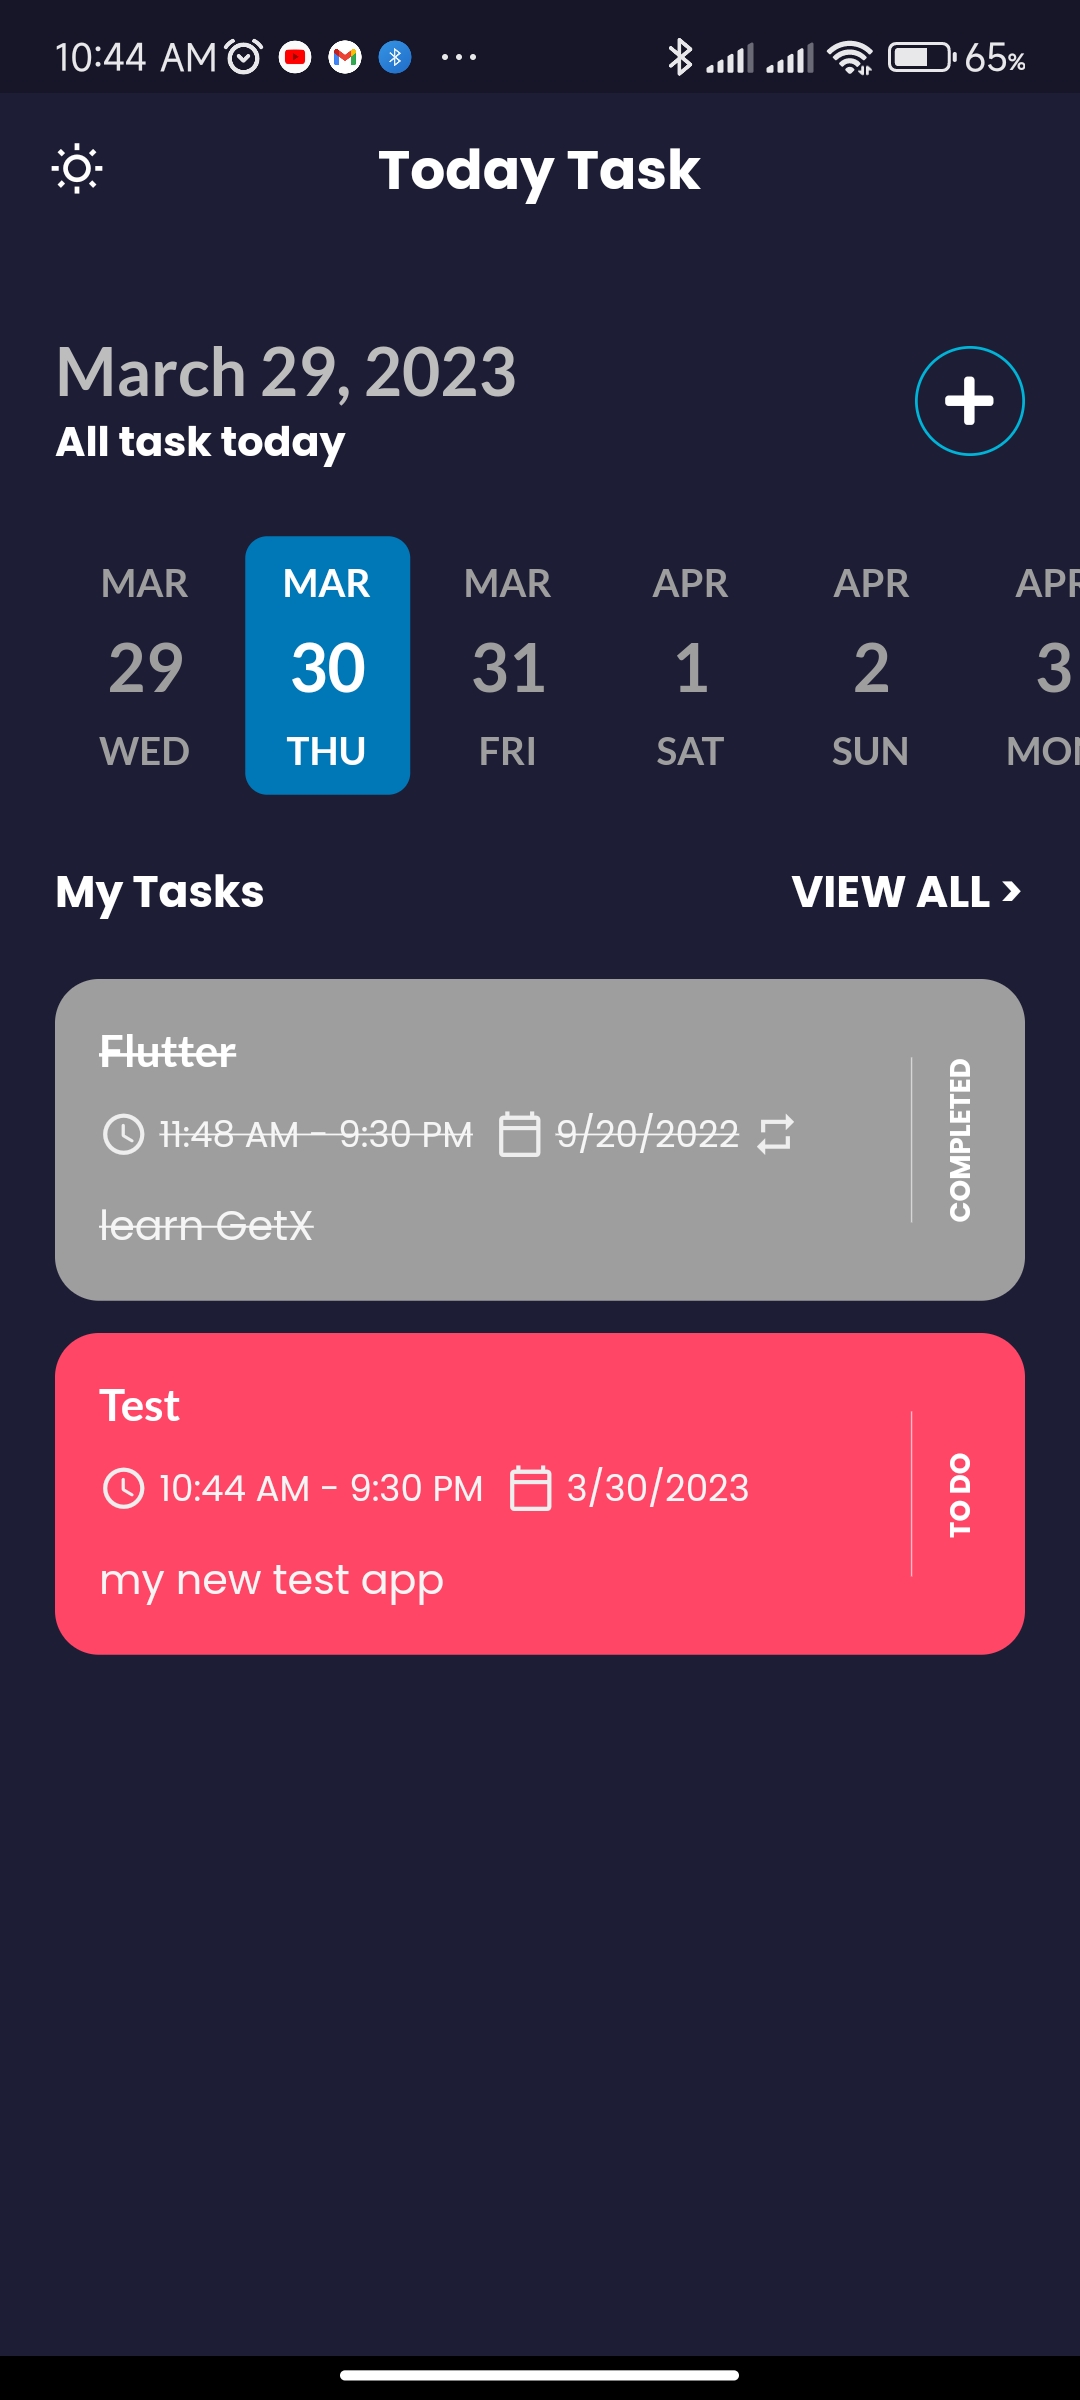 10:44 AM ... 65%
Today Task
March 29, 2023
All task today
MAR MAR MAR APR APR APR
29 30 31 1 2 3
WED THU FRI SAT SUN MON
My Tasks VIEW ALL >
Flutter
11:48 AM - 9:30 PM 9/20/2022
learn GetX
COMPLETED
Test
10:44 AM - 9:30 PM 3/30/2023
my new test app
TO DO